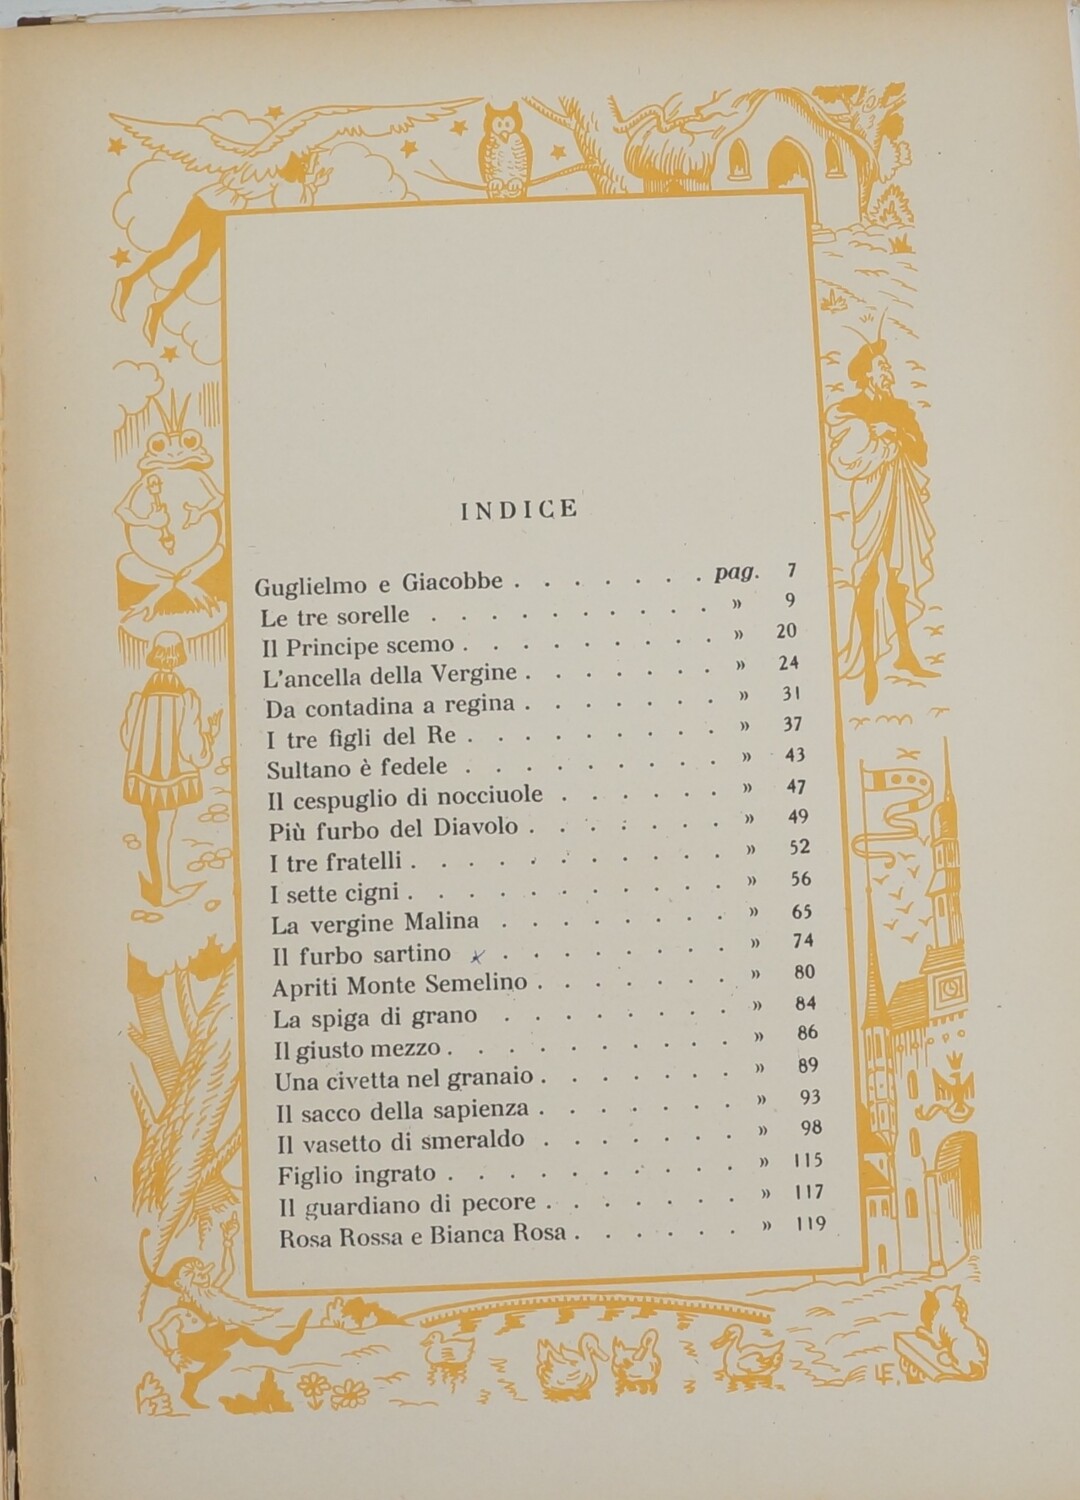 INDICE
Guglielmo e Giacobbe . . . . . . . pag. 7
Le tre sorelle . . . . . . . . . . » 9
Il Principe scemo . . . . . . . . . » 20
L'ancella della Vergine . . . . . . . » 24
Da contadina a regina . . . . . . . » 31
I tre figli del Re . . . . . . . . . » 37
Sultano è fedele . . . . . . . . . » 43
Il cespuglio di nocciuole . . . . . . » 47
Più furbo del Diavolo . . . . . . . » 49
I tre fratelli . . . . . . . . . . . » 52
I sette cigni . . . . . . . . . . . » 56
La vergine Malina . . . . . . . . » 65
Il furbo sartino . . . . . . . . » 74
Apriti Monte Semelino . . . . . . . » 80
La spiga di grano . . . . . . . . » 84
Il giusto mezzo . . . . . . . . . . » 86
Una civetta nel granaio . . . . . . . » 89
Il sacco della sapienza . . . . . . . » 93
Il vasetto di smeraldo . . . . . . . » 98
Figlio ingrato . . . . . . . . . . » 115
Il guardiano di pecore . . . . . . . » 117
Rosa Rossa e Bianca Rosa . . . . . . » 119